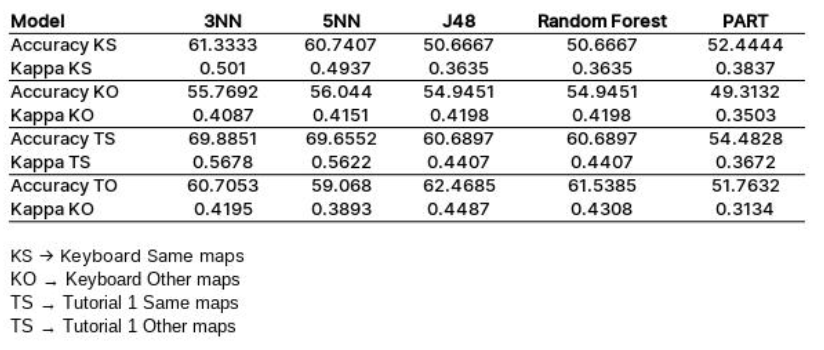 Model 3NN 5NN J48 Random Forest PART
Accuracy KS 61.3333 60.7407 50.6667 50.6667 52.4444
Kappa KS 0.501 0.4937 0.3635 0.3635 0.3837
Accuracy KO 55.7692 56.044 54.9451 54.9451 49.3132
Kappa KO 0.4087 0.4151 0.4198 0.4198 0.3503
Accuracy TS 69.8851 69.6552 60.6897 60.6897 54.4828
Kappa TS 0.5678 0.5622 0.4407 0.4407 0.3672
Accuracy TO 60.7053 59.068 62.4685 61.5385 51.7632
Kappa KO 0.4195 0.3893 0.4487 0.4308 0.3134
KS → Keyboard Same maps
KO → Keyboard Other maps
TS → Tutorial 1 Same maps
TS → Tutorial 1 Other maps